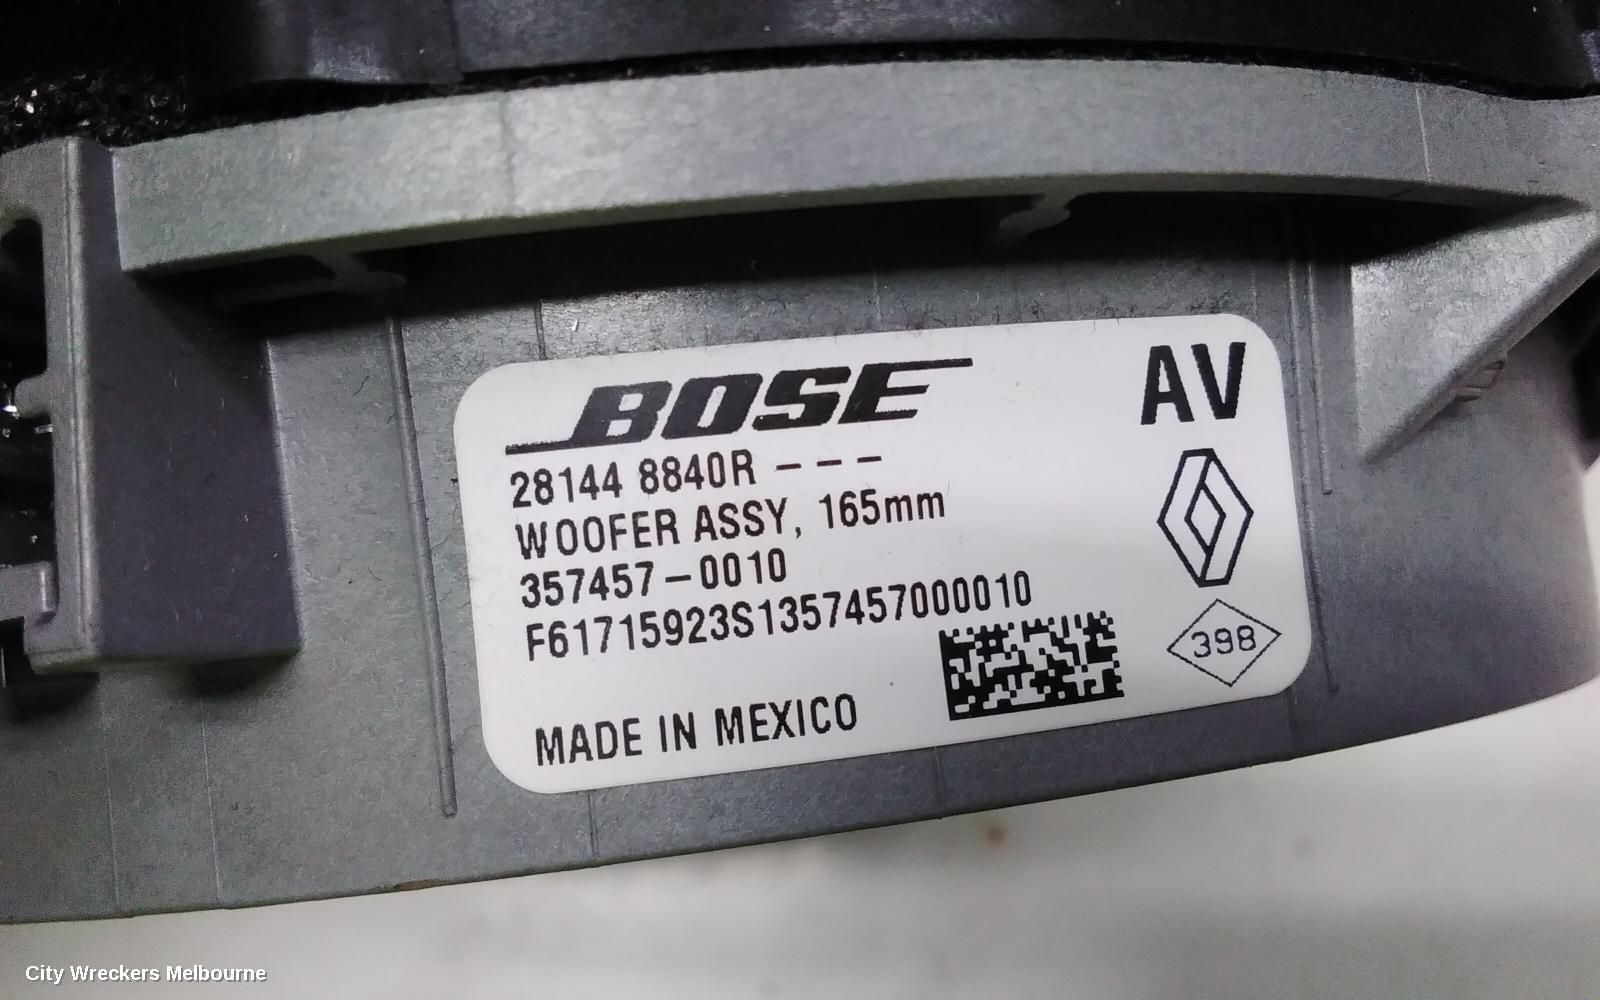 BOSE
AV
28144 8840R ---
WOOFER ASSY, 165mm
357457-0010
F61715923S1357457000010
398
MADE IN MEXICO
City Wreckers Melbourne